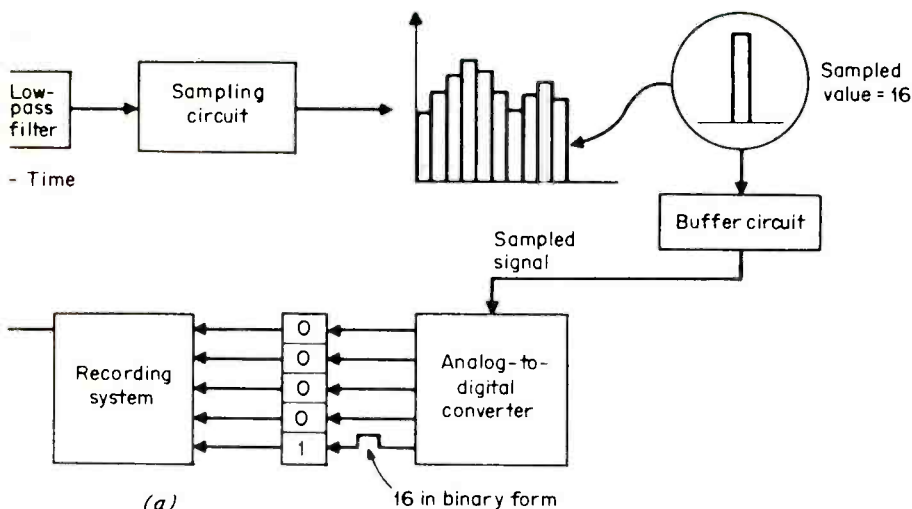 Low-
pass
filter
Sampling
circuit
Sampled
value = 16
- Time
Buffer circuit
Sampled
signal
Recording
system
0
0
0
0
1
Analog-to-
digital
converter
16 in binary form
(a)